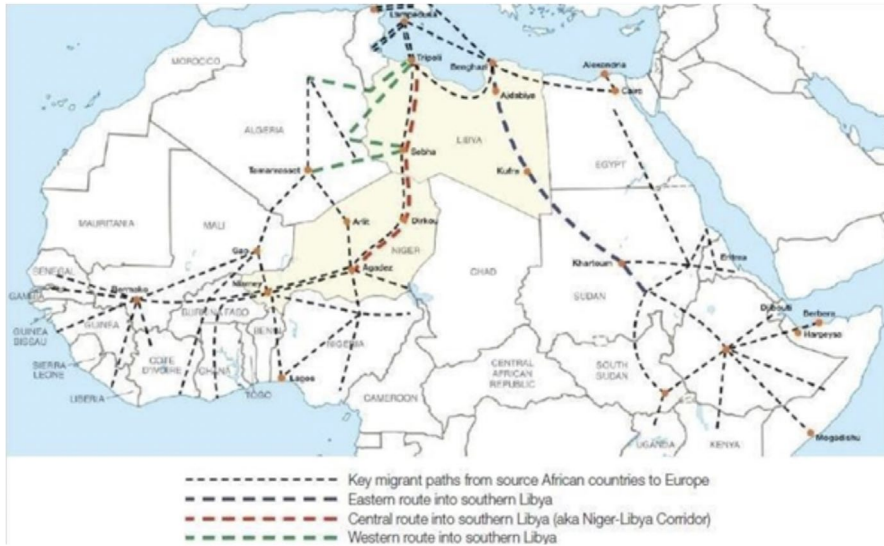 Lampedusa
Tripoli
Benghazi
Alexandria
MOROCCO
Ajdabiya
Cairo
ALGERIA
LIBYA
Sebha
EGYPT
Tamanrasset
Kufra
MAURITANIA
MALI
Arlit
Dirkou
Gao
NIGER
Agadez
CHAD
Khartoum
Eritrea
SENEGAL
Bamako
Niamey
SUDAN
GAMBIA
BURKINA FASO
Djibouti
Berbera
GUINEA
BISSAU
GUINEA
BENIN
NIGERIA
Hargeysa
SIERRA
LEONE
COTE
D'IVOIRE
GHANA
SOUTH
SUDAN
CENTRAL
AFRICAN
REPUBLIC
Lagos
LIBERIA
TOGO
CAMEROON
Mogadishu
UGANDA
KENYA
Key migrant paths from source African countries to Europe
Eastern route into southern Libya
Central route into southern Libya (aka Niger-Libya Corridor)
Western route into southern Libya